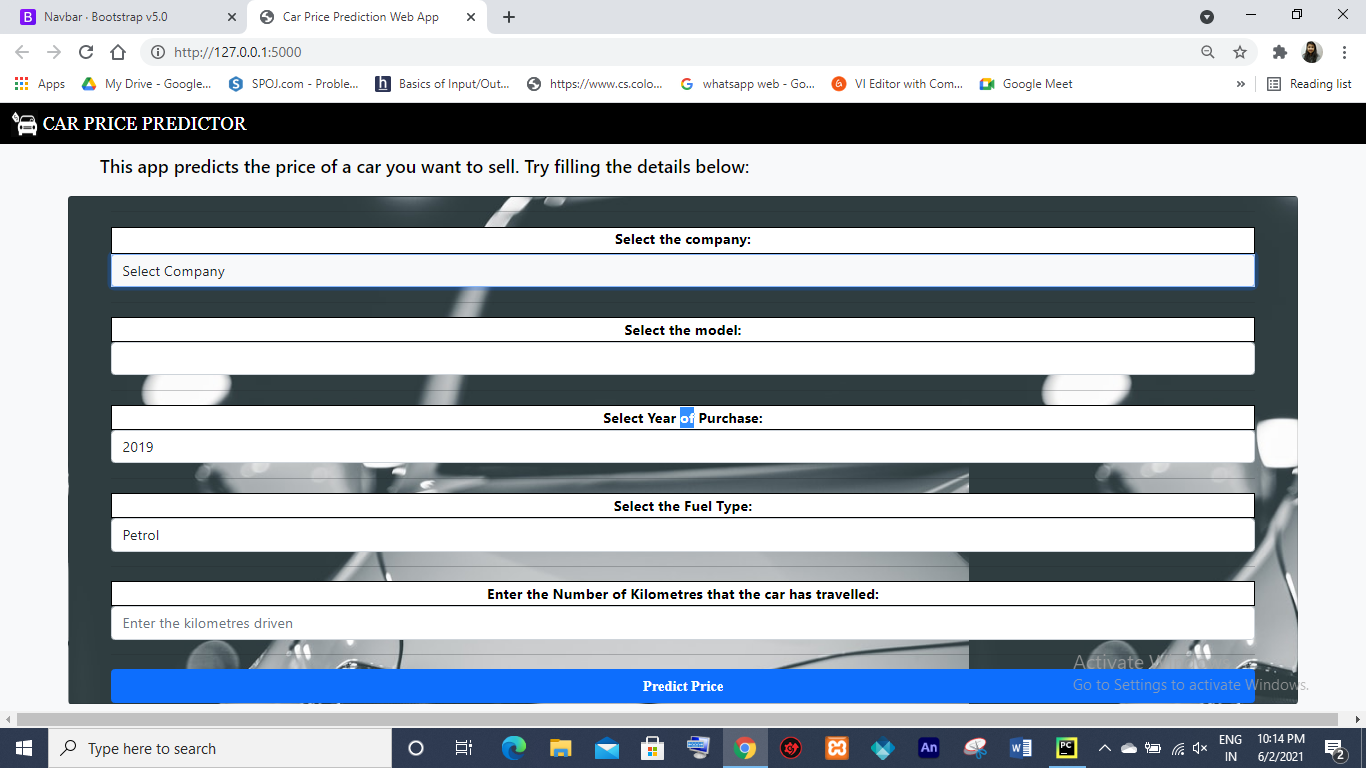 Navbar · Bootstrap v5.0
Car Price Prediction Web App
http://127.0.0.1:5000
Apps
My Drive - Google...
SPOJ.com - Proble...
Basics of Input/Out...
https://www.cs.colo...
whatsapp web - Go...
VI Editor with Com...
Google Meet
»
Reading list
CAR PRICE PREDICTOR
This app predicts the price of a car you want to sell. Try filling the details below:
Select the company:
Select Company
Select the model:
Select Year of Purchase:
2019
Select the Fuel Type:
Petrol
Enter the Number of Kilometres that the car has travelled:
Enter the kilometres driven
Predict Price
Activate Windows
Go to Settings to activate Windows.
Type here to search
An
PC
ENG
IN
10:14 PM
6/2/2021
2